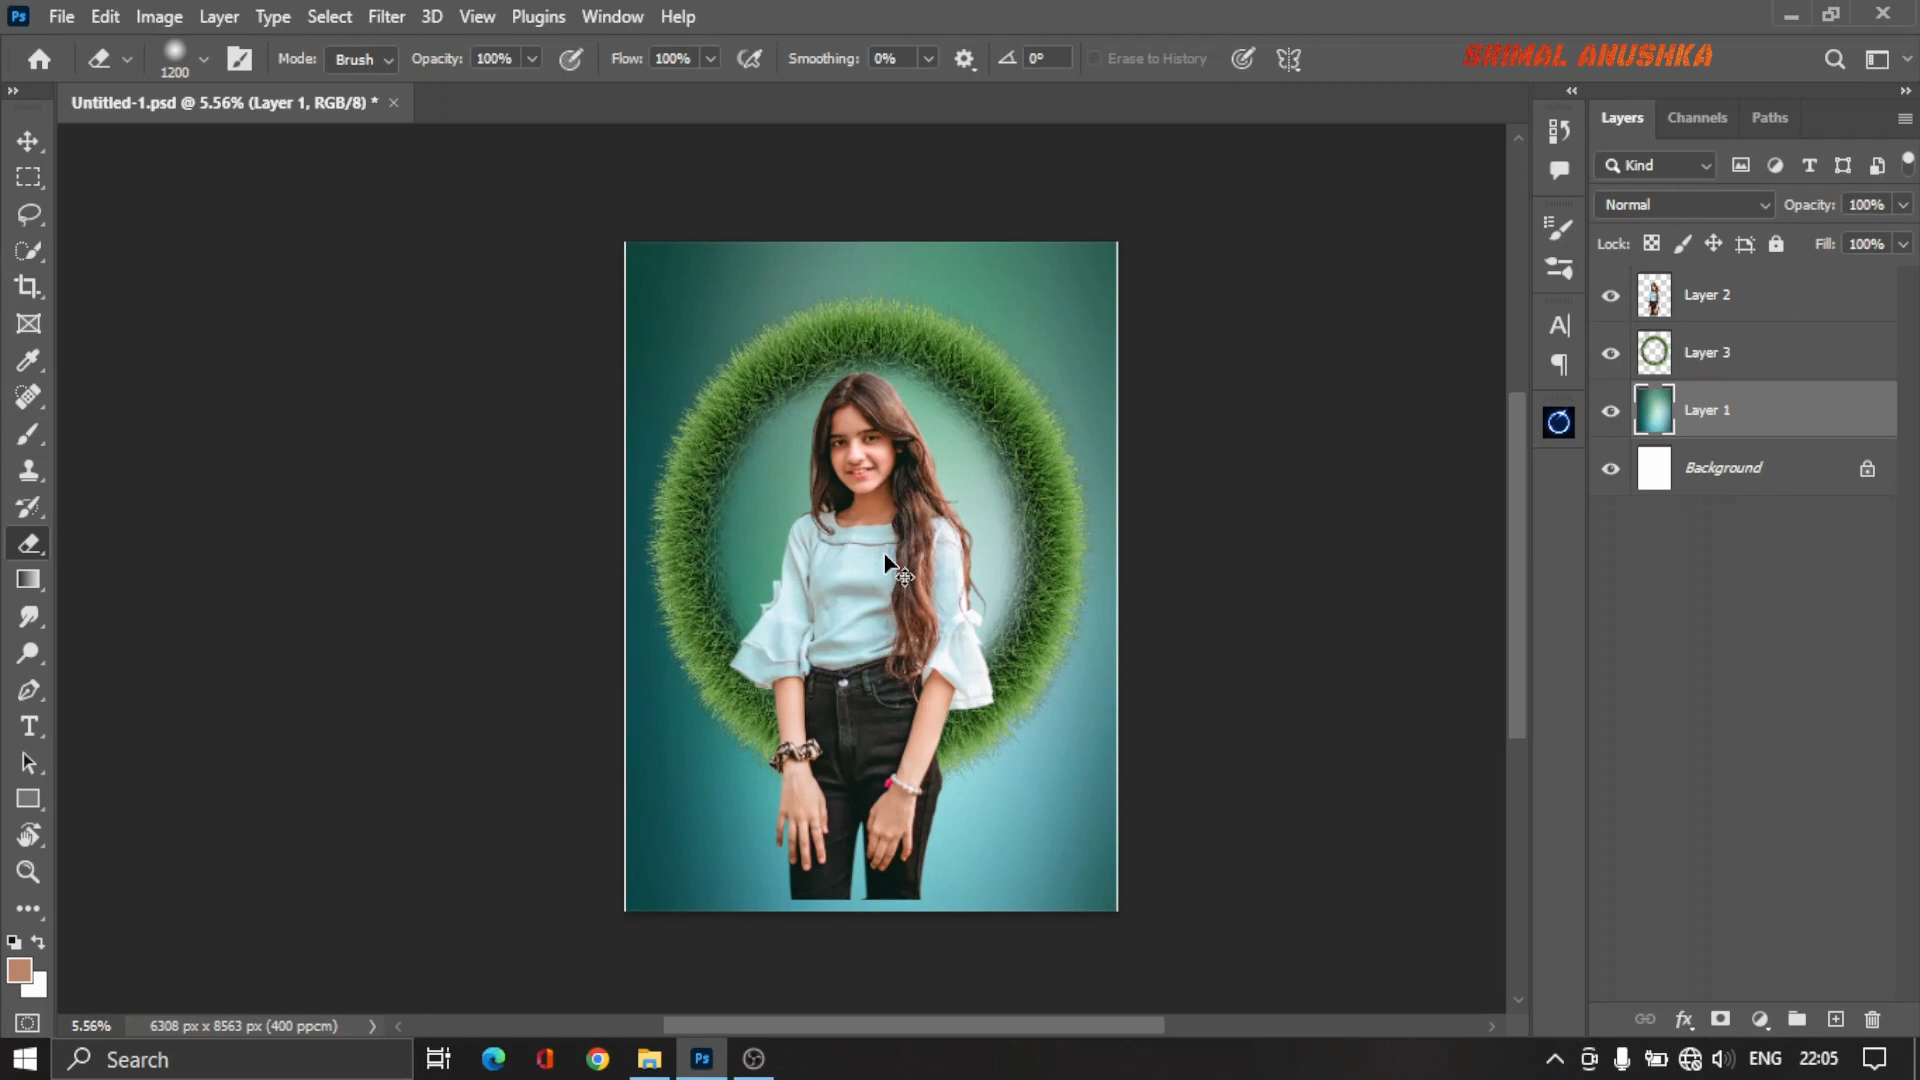 Ps File Edit Image Layer Type Select Filter 3D View Plugins Window Help
1200 Mode: Brush Opacity: 100% Flow: 100% Smoothing: 0% 0° Erase to History SRIMAL ANUSHKA
Untitled-1.psd @ 5.56% (Layer 1, RGB/8) * Layers Channels Paths
Kind
Normal Opacity: 100%
Lock: Fill: 100%
Layer 2
Layer 3
Layer 1
Background
5.56% 6308 px x 8563 px (400 ppcm)
Search Ps ENG 22:05